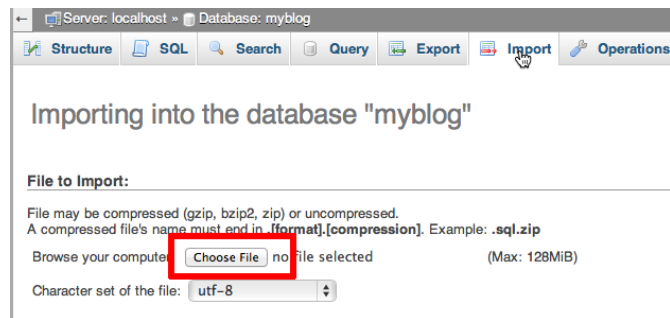 ← Server: localhost » Database: myblog
Structure SQL Search Query Export Import Operations
Importing into the database "myblog"
File to Import:
File may be compressed (gzip, bzip2, zip) or uncompressed.
A compressed file's name must end in .[format].[compression]. Example: .sql.zip
Browse your computer Choose File no file selected (Max: 128MiB)
Character set of the file: utf-8